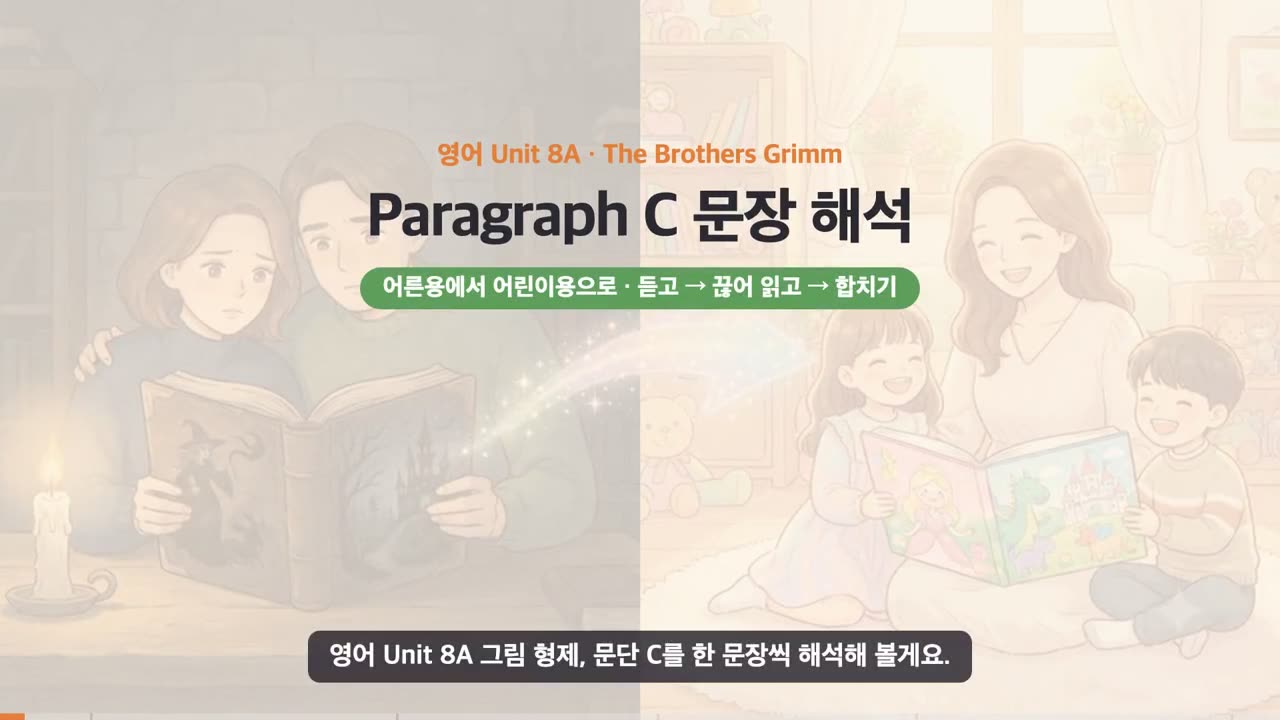 영어 Unit 8A · The Brothers Grimm
Paragraph C 문장 해석
어른용에서 어린이용으로 · 듣고 → 끊어 읽고 → 합치기
영어 Unit 8A 그림 형제, 문단 C를 한 문장씩 해석해 볼게요.